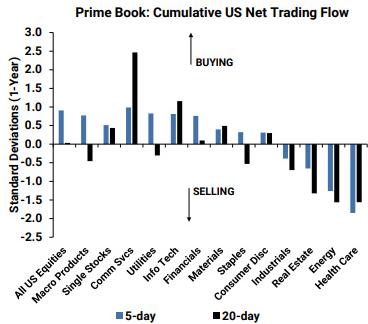 Prime Book: Cumulative US Net Trading Flow
Standard Deviations (1-Year)
3.0
2.5
2.0
1.5
1.0
0.5
0.0
-0.5
-1.0
-1.5
-2.0
-2.5
BUYING
SELLING
All US Equities
Macro Products
Single Stocks
Comm Svcs
Utilities
Info Tech
Financials
Materials
Staples
Consumer Disc
Industrials
Real Estate
Energy
Health Care
5-day
20-day